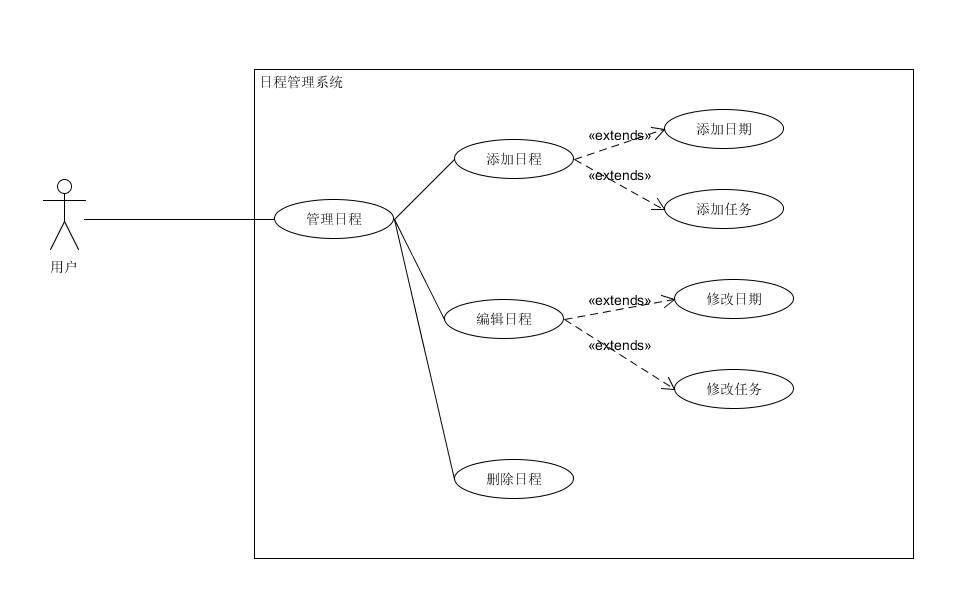 日程管理系统
添加日期
«extends»
添加日程
«extends»
添加任务
管理日程
用户
修改日期
«extends»
编辑日程
«extends»
修改任务
删除日程